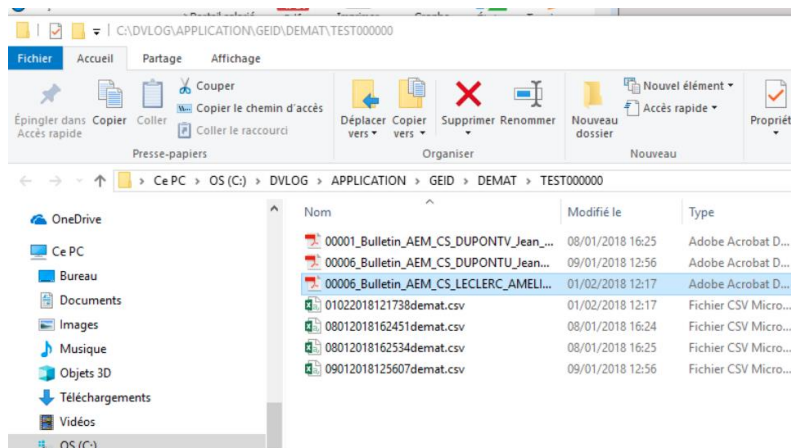 C:\DVLOG\APPLICATION\GEID\DEMAT\TEST000000
Fichier Accueil Partage Affichage
Épingler dans Accès rapide
Copier
Coller
Couper
Copier le chemin d'accès
Coller le raccourci
Presse-papiers
Déplacer vers
Copier vers
Supprimer
Renommer
Organiser
Nouveau dossier
Nouvel élément
Accès rapide
Nouveau
Propriét
Ce PC > OS (C:) > DVLOG > APPLICATION > GEID > DEMAT > TEST000000
OneDrive
Ce PC
Bureau
Documents
Images
Musique
Objets 3D
Téléchargements
Vidéos
OS (C:)
Nom Modifié le Type
00001_Bulletin_AEM_CS_DUPONTV_Jean_... 08/01/2018 16:25 Adobe Acrobat D...
00006_Bulletin_AEM_CS_DUPONTU_Jean... 09/01/2018 12:56 Adobe Acrobat D...
00006_Bulletin_AEM_CS_LECLERC_AMELI... 01/02/2018 12:17 Adobe Acrobat D...
01022018121738demat.csv 01/02/2018 12:17 Fichier CSV Micro...
08012018162451demat.csv 08/01/2018 16:24 Fichier CSV Micro...
08012018162534demat.csv 08/01/2018 16:25 Fichier CSV Micro...
09012018125607demat.csv 09/01/2018 12:56 Fichier CSV Micro...